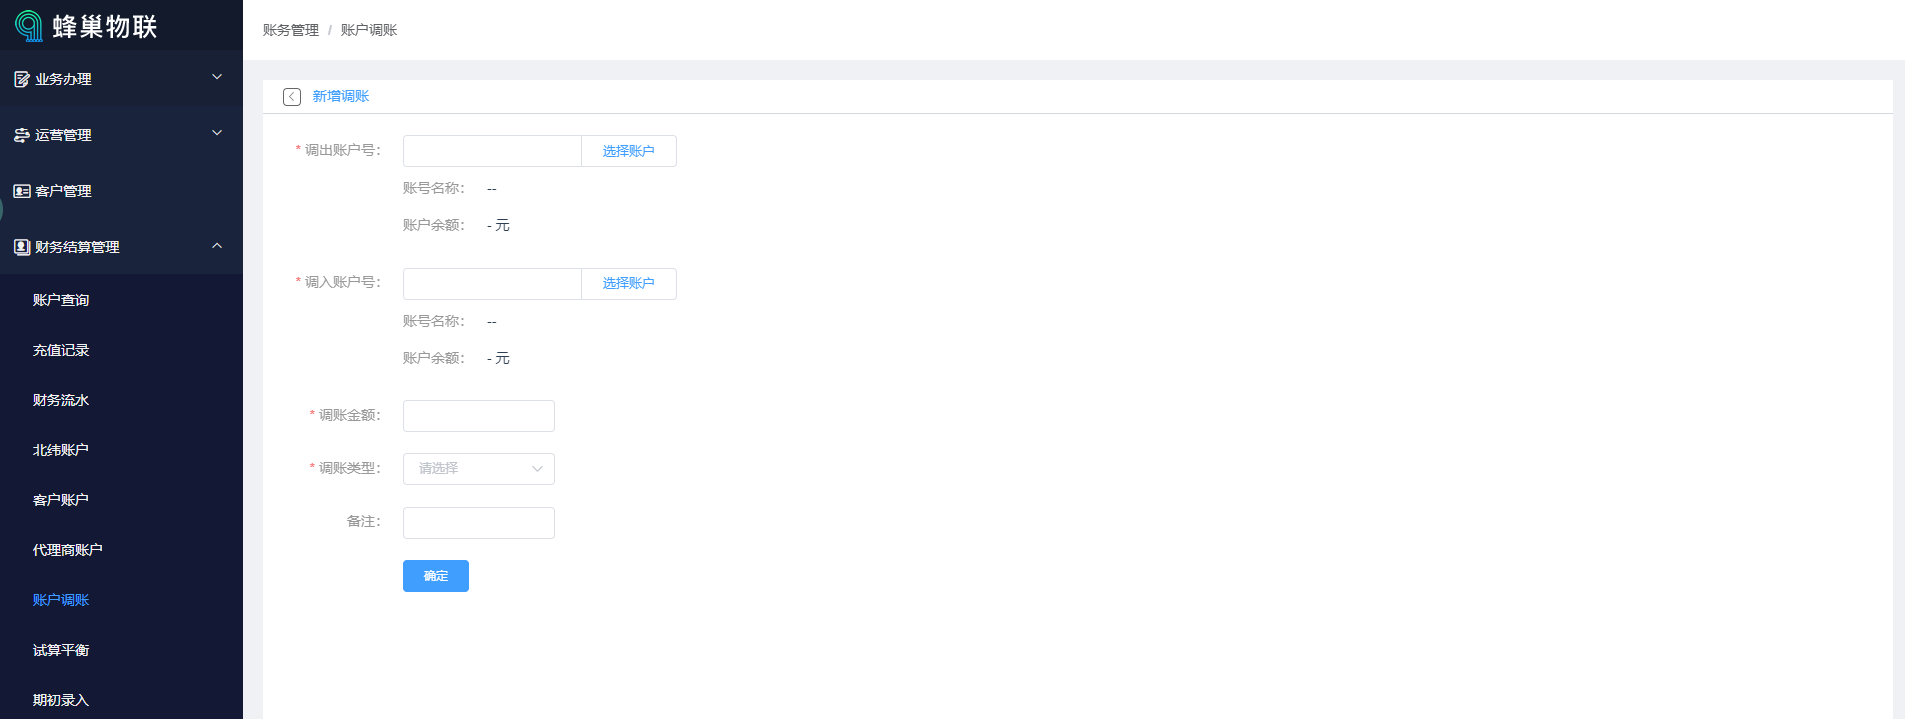 蜂巢物联
业务办理
运营管理
客户管理
财务结算管理
账户查询
充值记录
财务流水
北纬账户
客户账户
代理商账户
账户调账
试算平衡
期初录入
账务管理 / 账户调账
新增调账
* 调出账户号： 选择账户
账号名称： --
账户余额： - 元
* 调入账户号： 选择账户
账号名称： --
账户余额： - 元
* 调账金额：
* 调账类型： 请选择
备注：
确定